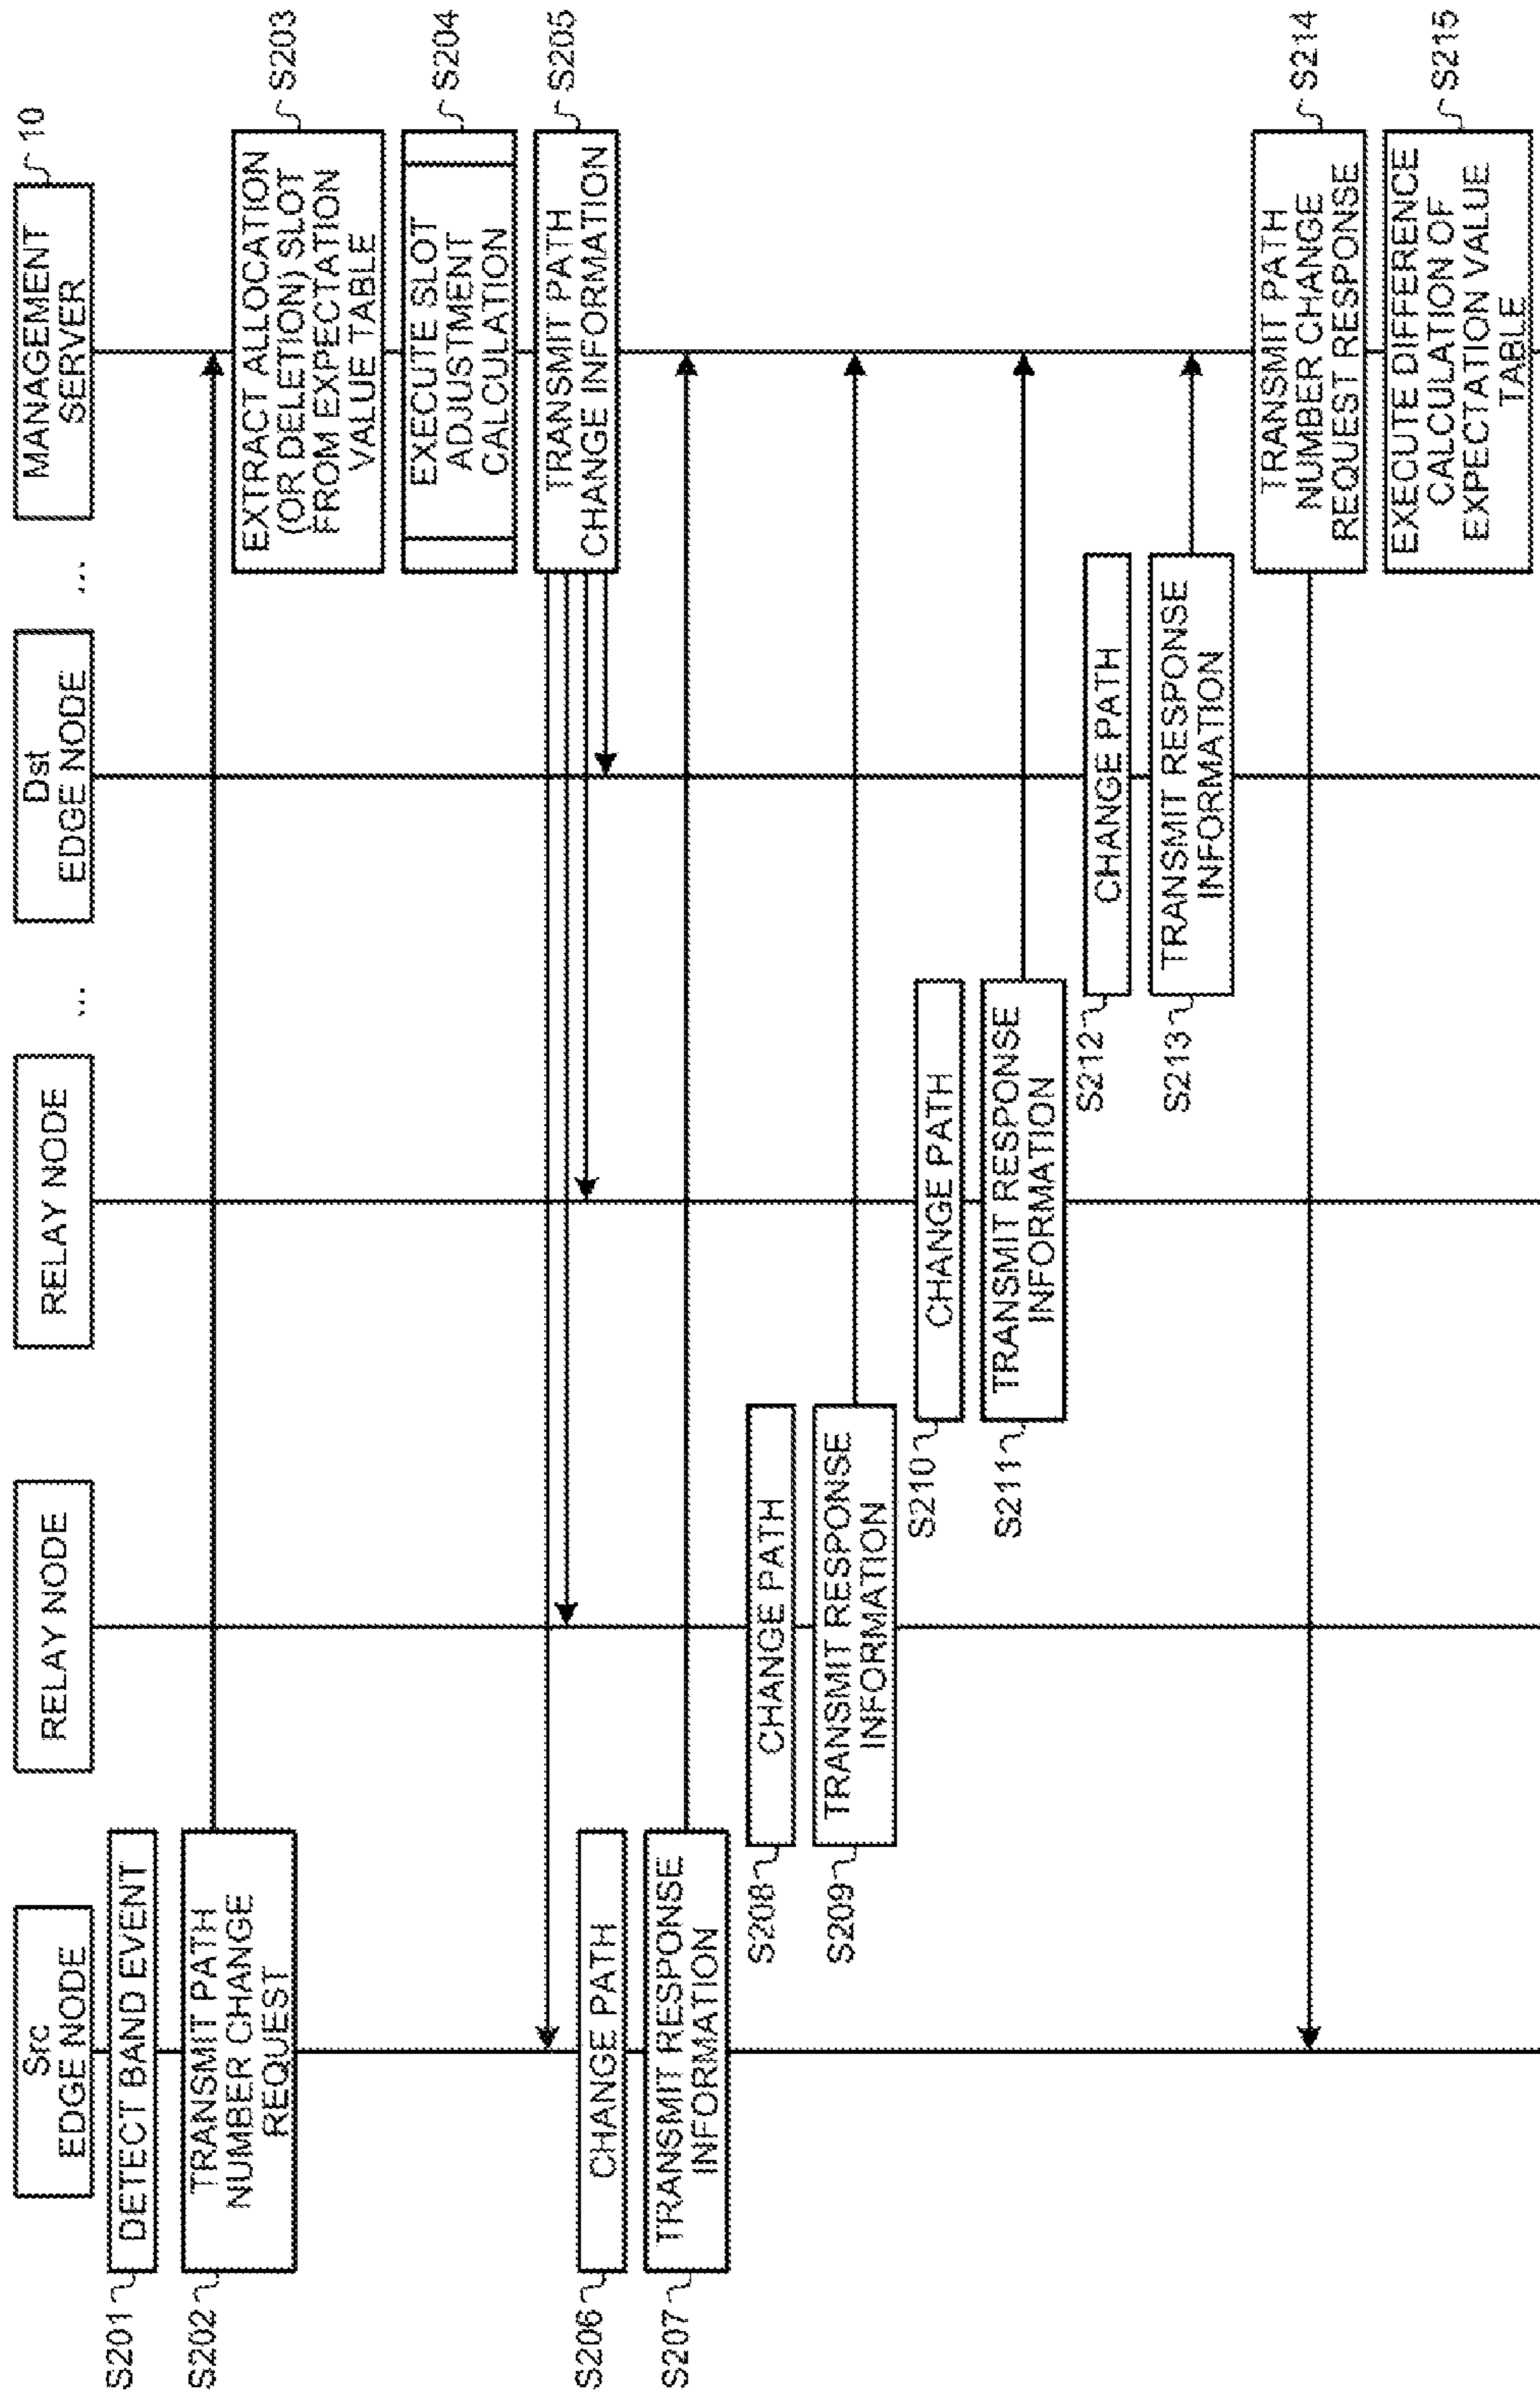 Src
EDGE NODE
RELAY NODE
RELAY NODE
...
Dst
EDGE NODE
...
MANAGEMENT
SERVER
10
S201
DETECT BAND EVENT
S202
TRANSMIT PATH
NUMBER CHANGE
REQUEST
EXTRACT ALLOCATION
(OR DELETION) SLOT
FROM EXPECTATION
VALUE TABLE
S203
EXECUTE SLOT
ADJUSTMENT
CALCULATION
S204
TRANSMIT PATH
CHANGE INFORMATION
S205
S206
CHANGE PATH
S207
TRANSMIT RESPONSE
INFORMATION
S208
CHANGE PATH
S209
TRANSMIT RESPONSE
INFORMATION
S210
CHANGE PATH
S211
TRANSMIT RESPONSE
INFORMATION
S212
CHANGE PATH
S213
TRANSMIT RESPONSE
INFORMATION
TRANSMIT PATH
NUMBER CHANGE
REQUEST RESPONSE
S214
EXECUTE DIFFERENCE
CALCULATION OF
EXPECTATION VALUE
TABLE
S215